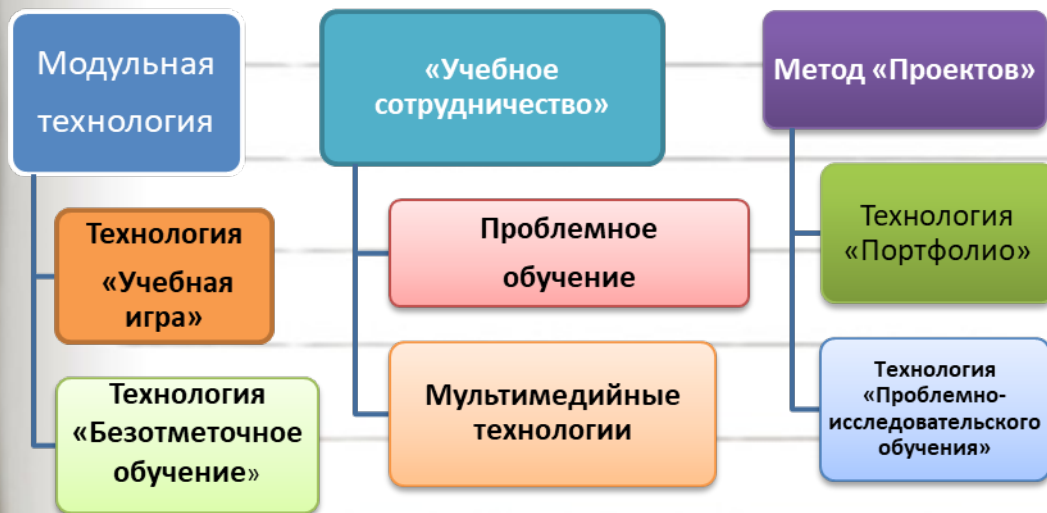 Модульная
технология
«Учебное
сотрудничество»
Метод «Проектов»
Технология
«Учебная
игра»
Проблемное
обучение
Технология
«Портфолио»
Технология
«Безотметочное
обучение»
Мультимедийные
технологии
Технология
«Проблемно-
исследовательского
обучения»